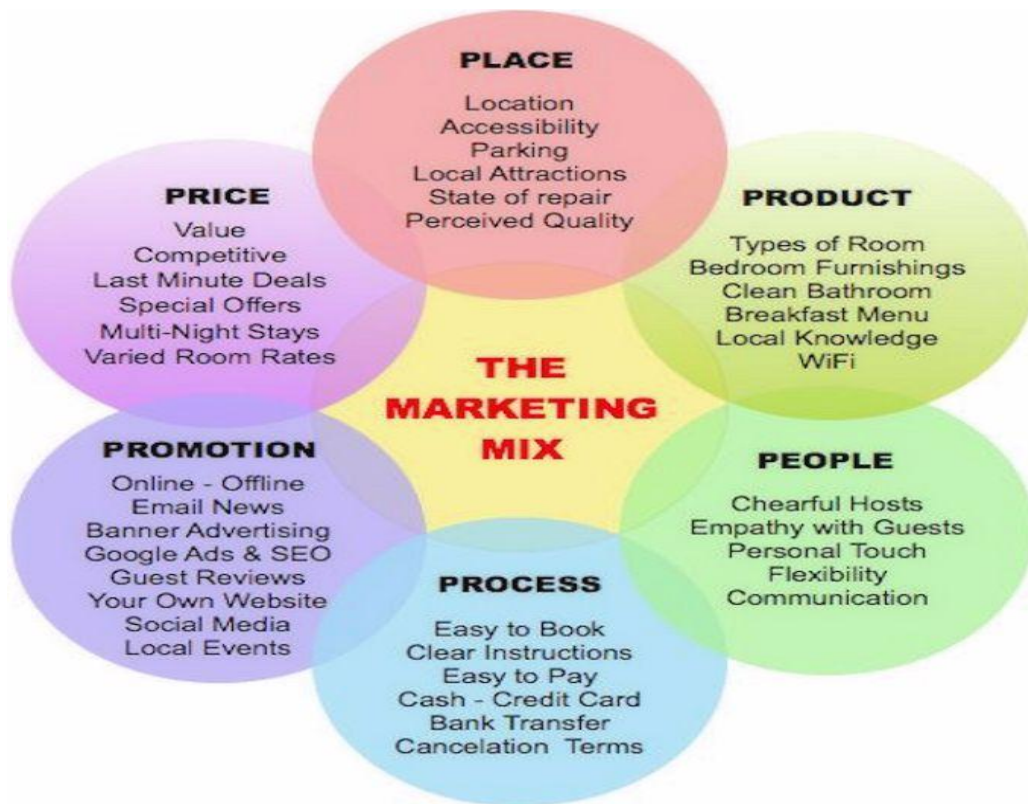 PLACE
Location
Accessibility
Parking
Local Attractions
State of repair
Perceived Quality
PRICE
Value
Competitive
Last Minute Deals
Special Offers
Multi-Night Stays
Varied Room Rates
PRODUCT
Types of Room
Bedroom Furnishings
Clean Bathroom
Breakfast Menu
Local Knowledge
WiFi
THE
MARKETING
MIX
PROMOTION
Online - Offline
Email News
Banner Advertising
Google Ads & SEO
Guest Reviews
Your Own Website
Social Media
Local Events
PEOPLE
Chearful Hosts
Empathy with Guests
Personal Touch
Flexibility
Communication
PROCESS
Easy to Book
Clear Instructions
Easy to Pay
Cash - Credit Card
Bank Transfer
Cancelation Terms